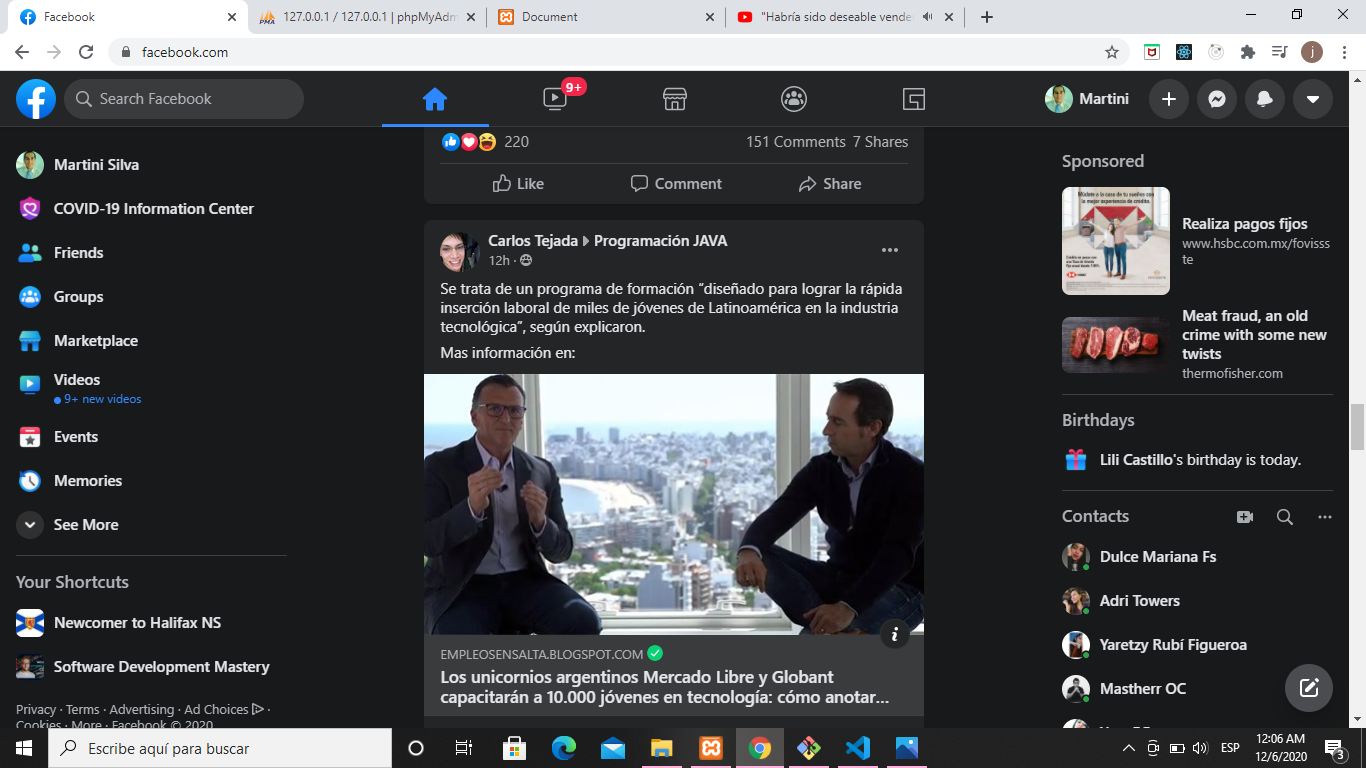 Facebook
127.0.0.1 / 127.0.0.1 | phpMyAdm
Document
"Habría sido deseable vende
facebook.com
j
Search Facebook
9+
Martini
Martini Silva
COVID-19 Information Center
Friends
Groups
Marketplace
Videos
9+ new videos
Events
Memories
See More
Your Shortcuts
Newcomer to Halifax NS
Software Development Mastery
Privacy · Terms · Advertising · Ad Choices ·
Cookies · More · Facebook © 2020
220
151 Comments 7 Shares
Like
Comment
Share
Carlos Tejada
Programación JAVA
12h ·
Se trata de un programa de formación “diseñado para lograr la rápida
inserción laboral de miles de jóvenes de Latinoamérica en la industria
tecnológica”, según explicaron.
Mas información en:
EMPLEOSENSALTA.BLOGSPOT.COM
Los unicornios argentinos Mercado Libre y Globant
capacitarán a 10.000 jóvenes en tecnología: cómo anotar...
Sponsored
Realiza pagos fijos
www.hsbc.com.mx/fovisss
te
Meat fraud, an old
crime with some new
twists
thermofisher.com
Birthdays
Lili Castillo's birthday is today.
Contacts
Dulce Mariana Fs
Adri Towers
Yaretzy Rubí Figueroa
Mastherr OC
Escribe aquí para buscar
ESP
12:06 AM
12/6/2020
3